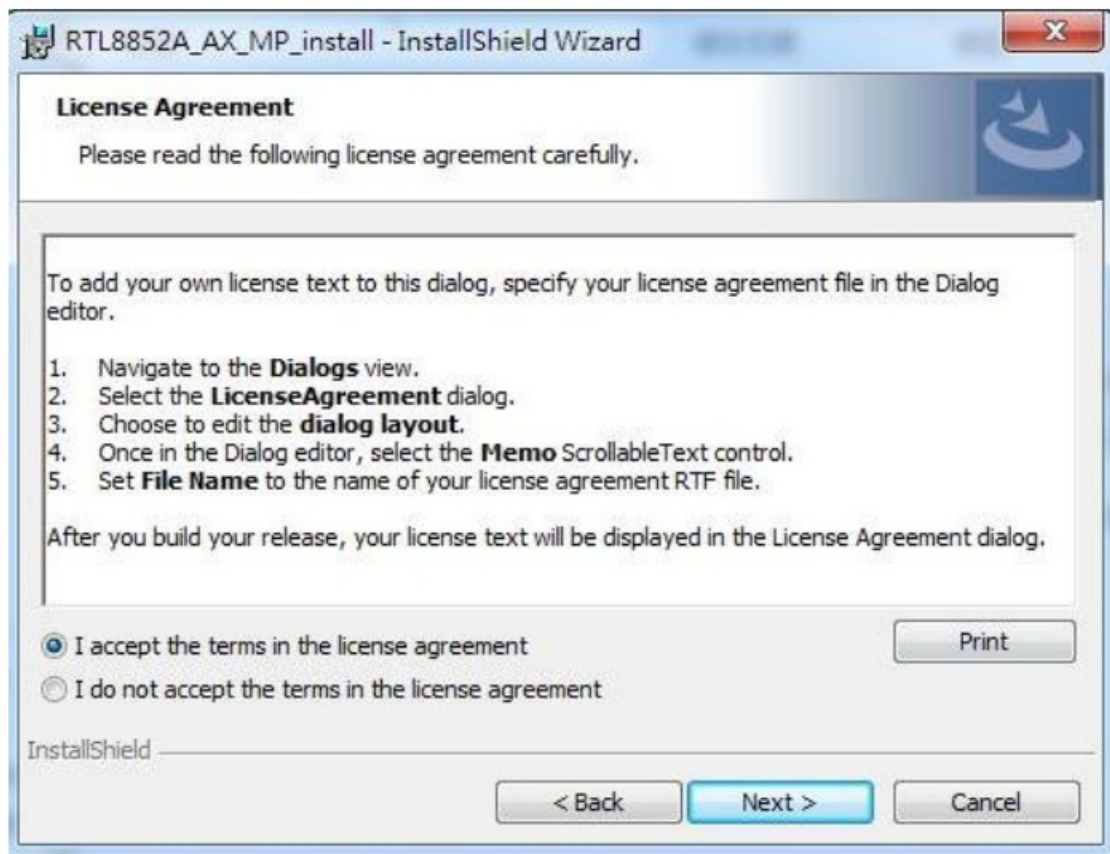 RTL8852A_AX_MP_install - InstallShield Wizard
License Agreement
Please read the following license agreement carefully.
To add your own license text to this dialog, specify your license agreement file in the Dialog
editor.
1. Navigate to the Dialogs view.
2. Select the LicenseAgreement dialog.
3. Choose to edit the dialog layout.
4. Once in the Dialog editor, select the Memo ScrollableText control.
5. Set File Name to the name of your license agreement RTF file.
After you build your release, your license text will be displayed in the License Agreement dialog.
I accept the terms in the license agreement
Print
I do not accept the terms in the license agreement
InstallShield
< Back
Next >
Cancel